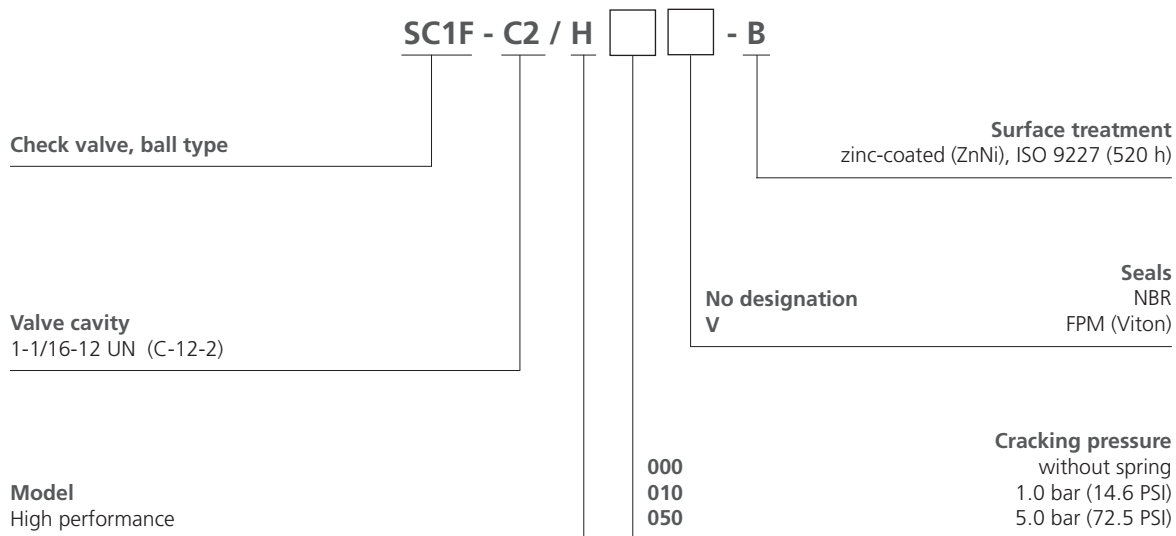 SC1F - C2 / H - B
Check valve, ball type
Surface treatment
zinc-coated (ZnNi), ISO 9227 (520 h)
Valve cavity
1-1/16-12 UN (C-12-2)
Seals
No designation NBR
V FPM (Viton)
Model
High performance
Cracking pressure
000 without spring
010 1.0 bar (14.6 PSI)
050 5.0 bar (72.5 PSI)